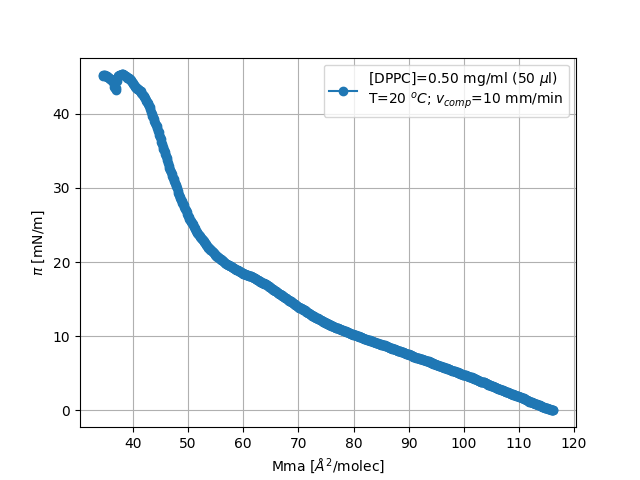 [DPPC]=0.50 mg/ml (50 μl)
T=20 °C; v_comp=10 mm/min
π [mN/m]
40
30
20
10
0
40 50 60 70 80 90 100 110 120
Mma [Å²/molec]